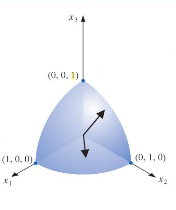 x₃
(0, 0, 1)
(1, 0, 0)
(0, 1, 0)
x₁
x₂